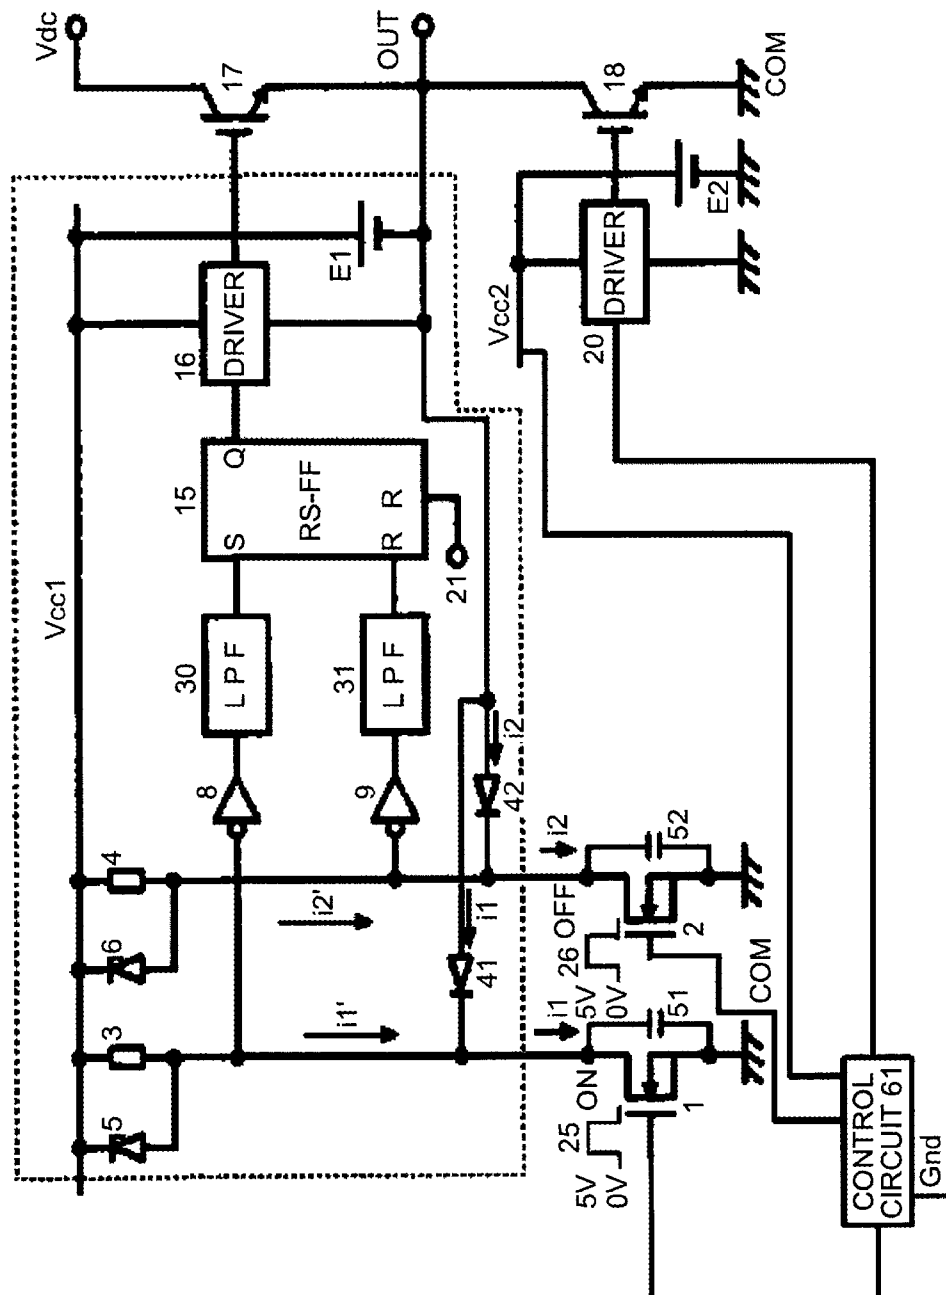 Vdc
17
OUT
18
COM
E1
E2
Vcc1
16
DRIVER
Vcc2
20
DRIVER
15
Q
S
RS-FF
R
R
21
30
LPF
31
LPF
8
9
i2
42
i1
41
4
6
3
5
i2'
i1'
i2
52
OFF
26
5V
0V
2
COM
i1
51
ON
25
5V
0V
1
CONTROL
CIRCUIT 61
Gnd